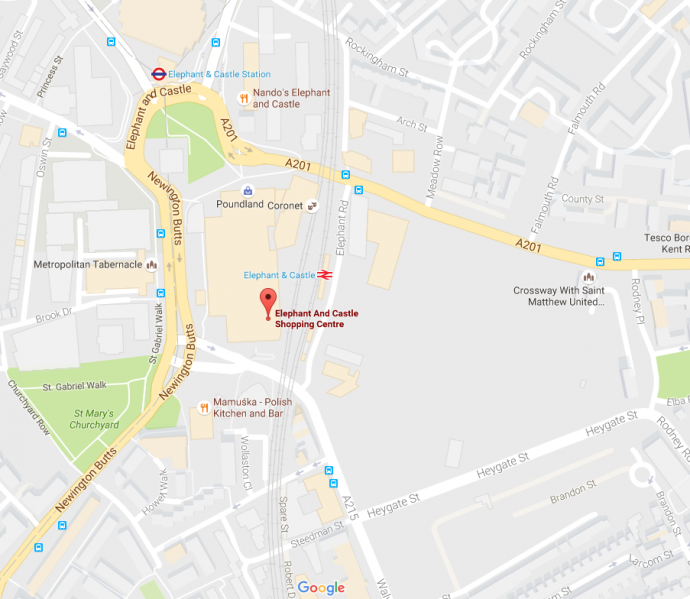 Rockingham St
Rockingham St
Gaywood St
Princess St
Elephant & Castle Station
Elephant and Castle
Nando's Elephant
and Castle
A201
Arch St
Falmouth Rd
Oswin St
Meadow Row
A201
Newington Butts
County St
Poundland
Coronet
Elephant Rd
Falmouth Rd
A201
Tesco Bor
Kent R
Metropolitan Tabernacle
Elephant & Castle
Crossway With Saint
Matthew United...
Rodney Pl
Elephant And Castle
Shopping Centre
Brook Dr
St Gabriel Walk
Newington Butts
St. Gabriel Walk
Churchyard Row
St Mary's
Churchyard
Mamuśka - Polish
Kitchen and Bar
Elba
Heygate St
Rodney
Wollaston Cl
Newington Butts
Heygate St
Howell Walk
Brandon St
A215
Heygate St
Spare St
Steedman St
Brandon St
Larcom St
Robert D
Google
Wal